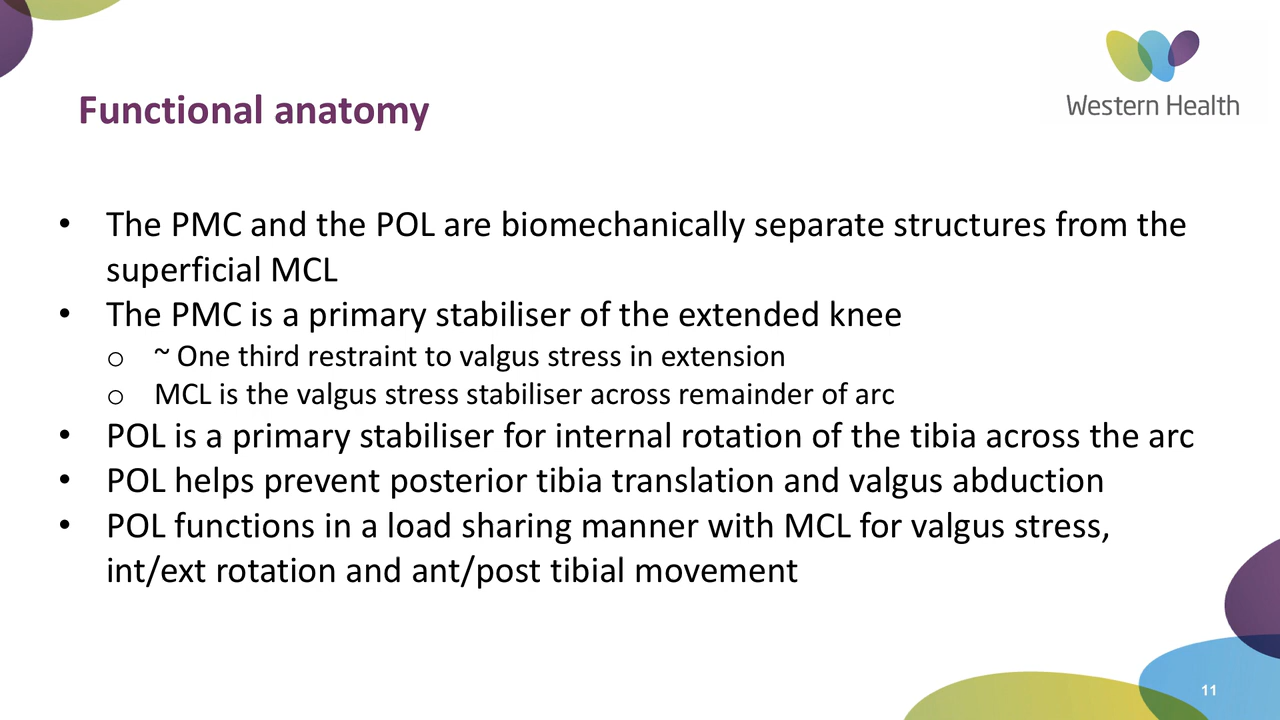 Western Health
Functional anatomy
• The PMC and the POL are biomechanically separate structures from the
superficial MCL
• The PMC is a primary stabiliser of the extended knee
o ~ One third restraint to valgus stress in extension
o MCL is the valgus stress stabiliser across remainder of arc
• POL is a primary stabiliser for internal rotation of the tibia across the arc
• POL helps prevent posterior tibia translation and valgus abduction
• POL functions in a load sharing manner with MCL for valgus stress,
int/ext rotation and ant/post tibial movement
11